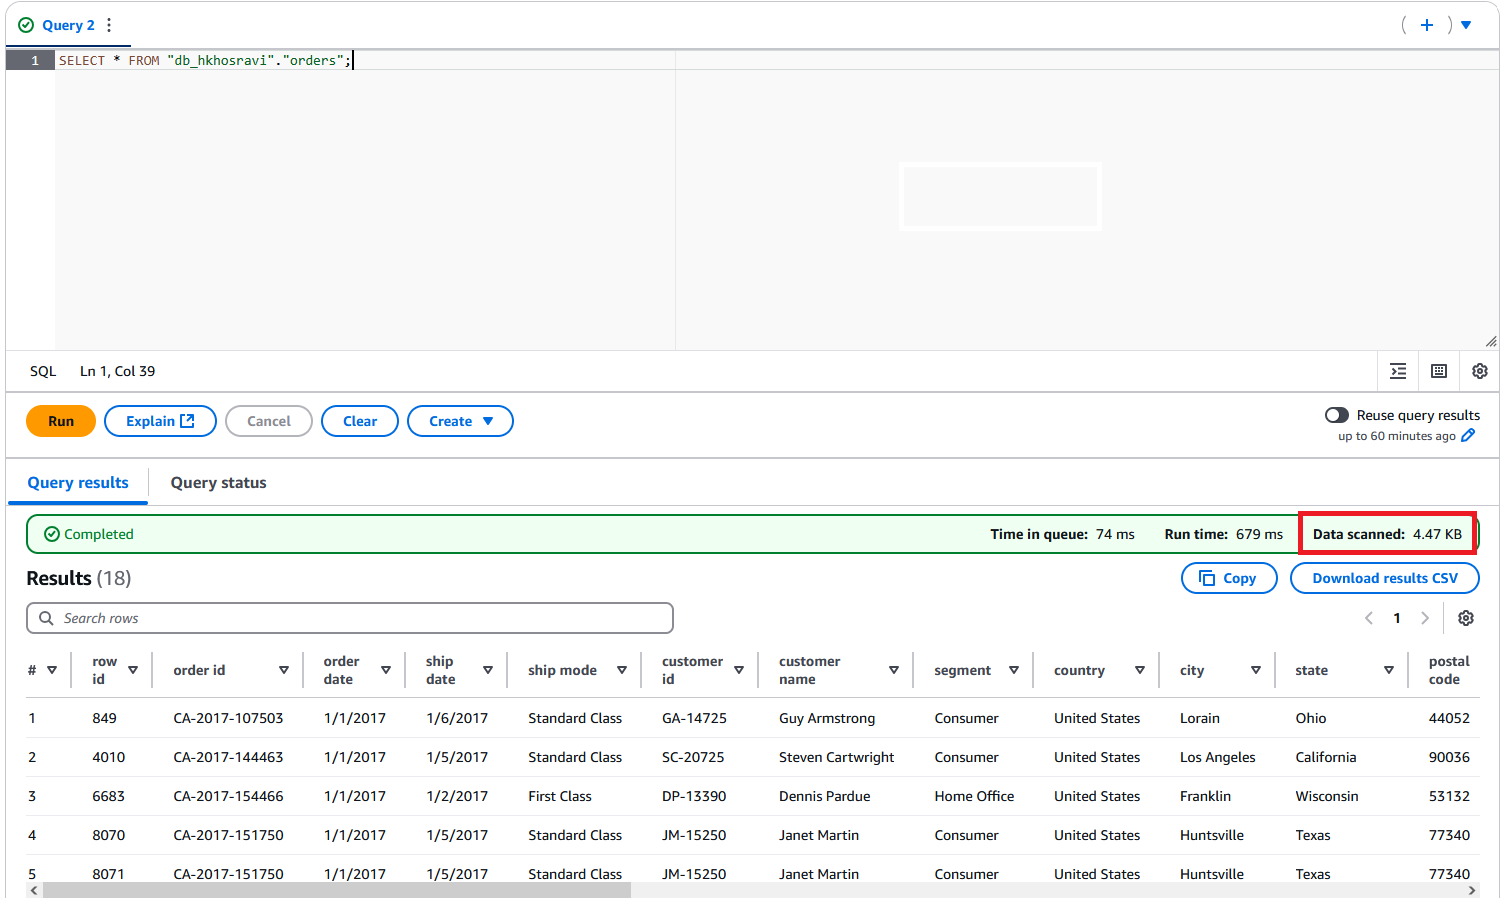 Query 2
1 SELECT * FROM "db_hkhosravi"."orders";
SQL Ln 1, Col 39
Run Explain Cancel Clear Create
Reuse query results
up to 60 minutes ago
Query results Query status
Completed Time in queue: 74 ms Run time: 679 ms Data scanned: 4.47 KB
Results (18) Copy Download results CSV
Search rows 1
# row id order id order date ship date ship mode customer id customer name segment country city state postal code
1 849 CA-2017-107503 1/1/2017 1/6/2017 Standard Class GA-14725 Guy Armstrong Consumer United States Lorain Ohio 44052
2 4010 CA-2017-144463 1/1/2017 1/5/2017 Standard Class SC-20725 Steven Cartwright Consumer United States Los Angeles California 90036
3 6683 CA-2017-154466 1/1/2017 1/2/2017 First Class DP-13390 Dennis Pardue Home Office United States Franklin Wisconsin 53132
4 8070 CA-2017-151750 1/1/2017 1/5/2017 Standard Class JM-15250 Janet Martin Consumer United States Huntsville Texas 77340
5 8071 CA-2017-151750 1/1/2017 1/5/2017 Standard Class JM-15250 Janet Martin Consumer United States Huntsville Texas 77340